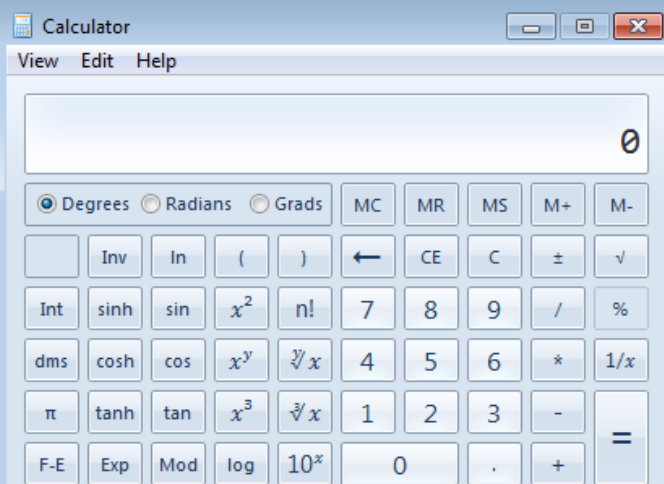 Calculator
View Edit Help
0
Degrees Radians Grads MC MR MS M+ M-
Inv ln ( ) ← CE C ± √
Int sinh sin x² n! 7 8 9 / %
dms cosh cos xʸ ʸ√x 4 5 6 * 1/x
π tanh tan x³ ³√x 1 2 3 - =
F-E Exp Mod log 10ˣ 0 . +